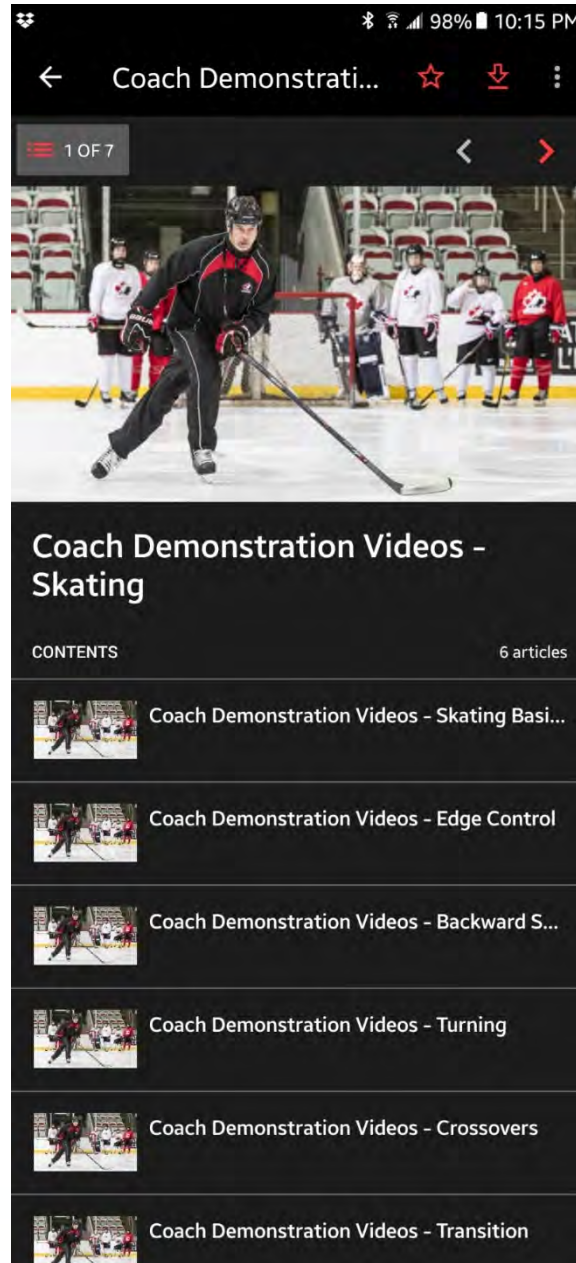 98% 10:15 PM
Coach Demonstrati...
1 OF 7
Coach Demonstration Videos –
Skating
CONTENTS
6 articles
Coach Demonstration Videos – Skating Basi...
Coach Demonstration Videos – Edge Control
Coach Demonstration Videos – Backward S...
Coach Demonstration Videos – Turning
Coach Demonstration Videos – Crossovers
Coach Demonstration Videos – Transition